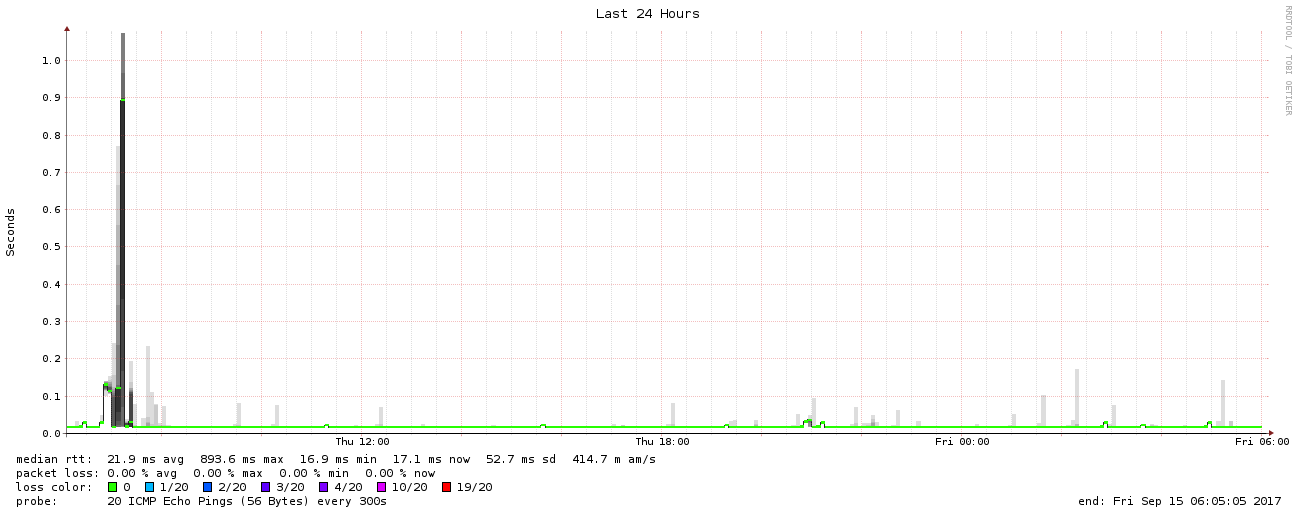 Last 24 Hours
RRDTOOL / TOBI OETIKER
Seconds
1.0
0.9
0.8
0.7
0.6
0.5
0.4
0.3
0.2
0.1
0.0
Thu 12:00 Thu 18:00 Fri 00:00 Fri 06:00
median rtt: 21.9 ms avg 893.6 ms max 16.9 ms min 17.1 ms now 52.7 ms sd 414.7 m am/s
packet loss: 0.00 % avg 0.00 % max 0.00 % min 0.00 % now
loss color: 0 1/20 2/20 3/20 4/20 10/20 19/20
probe: 20 ICMP Echo Pings (56 Bytes) every 300s end: Fri Sep 15 06:05:05 2017